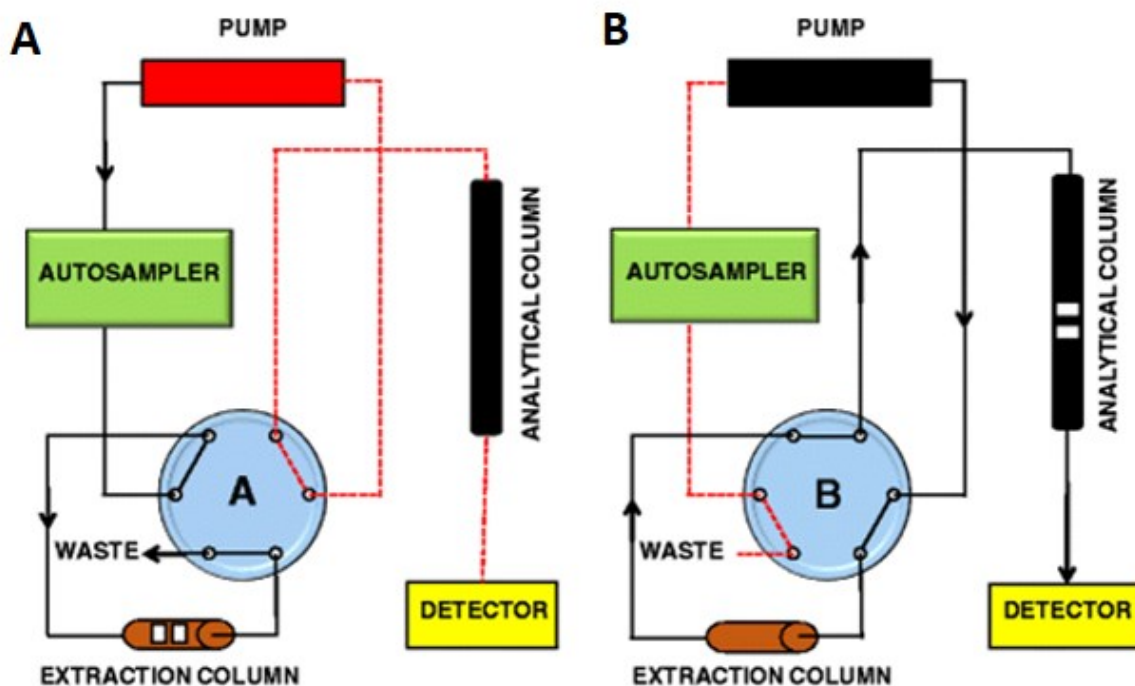 A
PUMP
AUTOSAMPLER
ANALYTICAL COLUMN
A
WASTE
DETECTOR
EXTRACTION COLUMN
B
PUMP
AUTOSAMPLER
ANALYTICAL COLUMN
B
WASTE
DETECTOR
EXTRACTION COLUMN